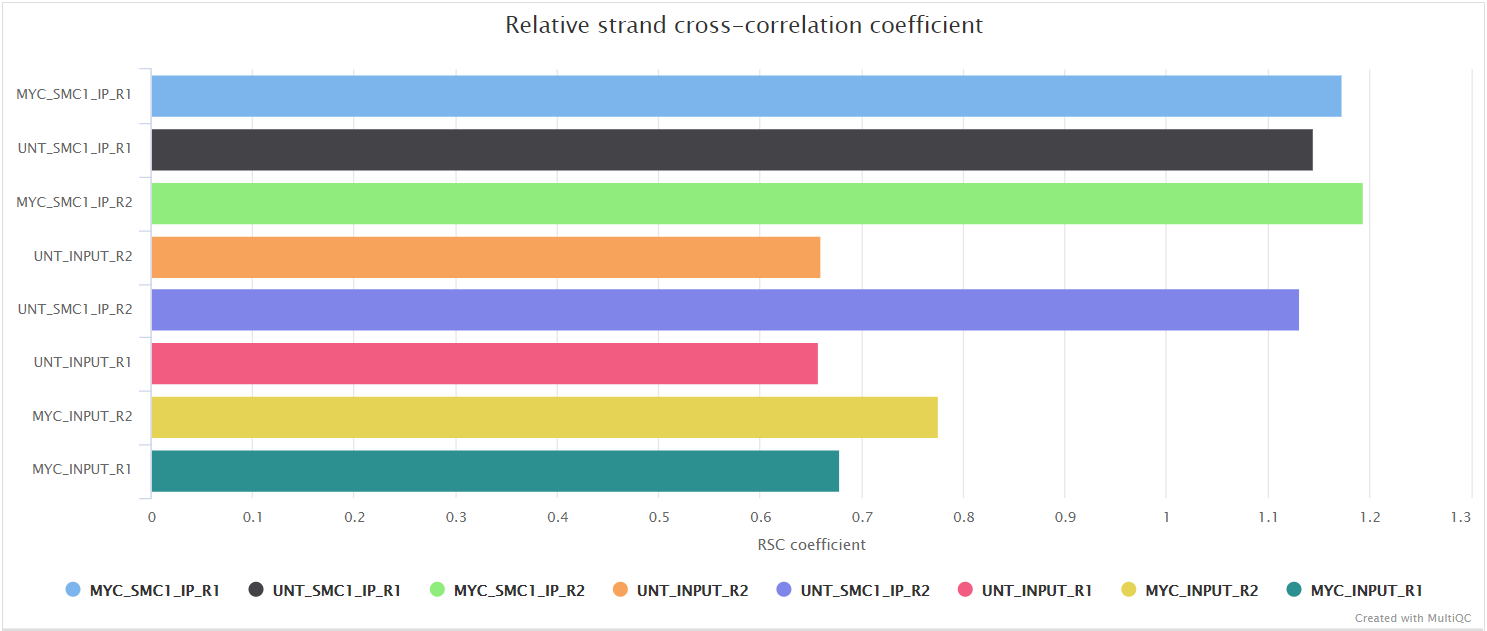 Relative strand cross-correlation coefficient
MYC_SMC1_IP_R1
UNT_SMC1_IP_R1
MYC_SMC1_IP_R2
UNT_INPUT_R2
UNT_SMC1_IP_R2
UNT_INPUT_R1
MYC_INPUT_R2
MYC_INPUT_R1
0 0.1 0.2 0.3 0.4 0.5 0.6 0.7 0.8 0.9 1 1.1 1.2 1.3
RSC coefficient
MYC_SMC1_IP_R1 UNT_SMC1_IP_R1 MYC_SMC1_IP_R2 UNT_INPUT_R2 UNT_SMC1_IP_R2 UNT_INPUT_R1 MYC_INPUT_R2 MYC_INPUT_R1
Created with MultiQC